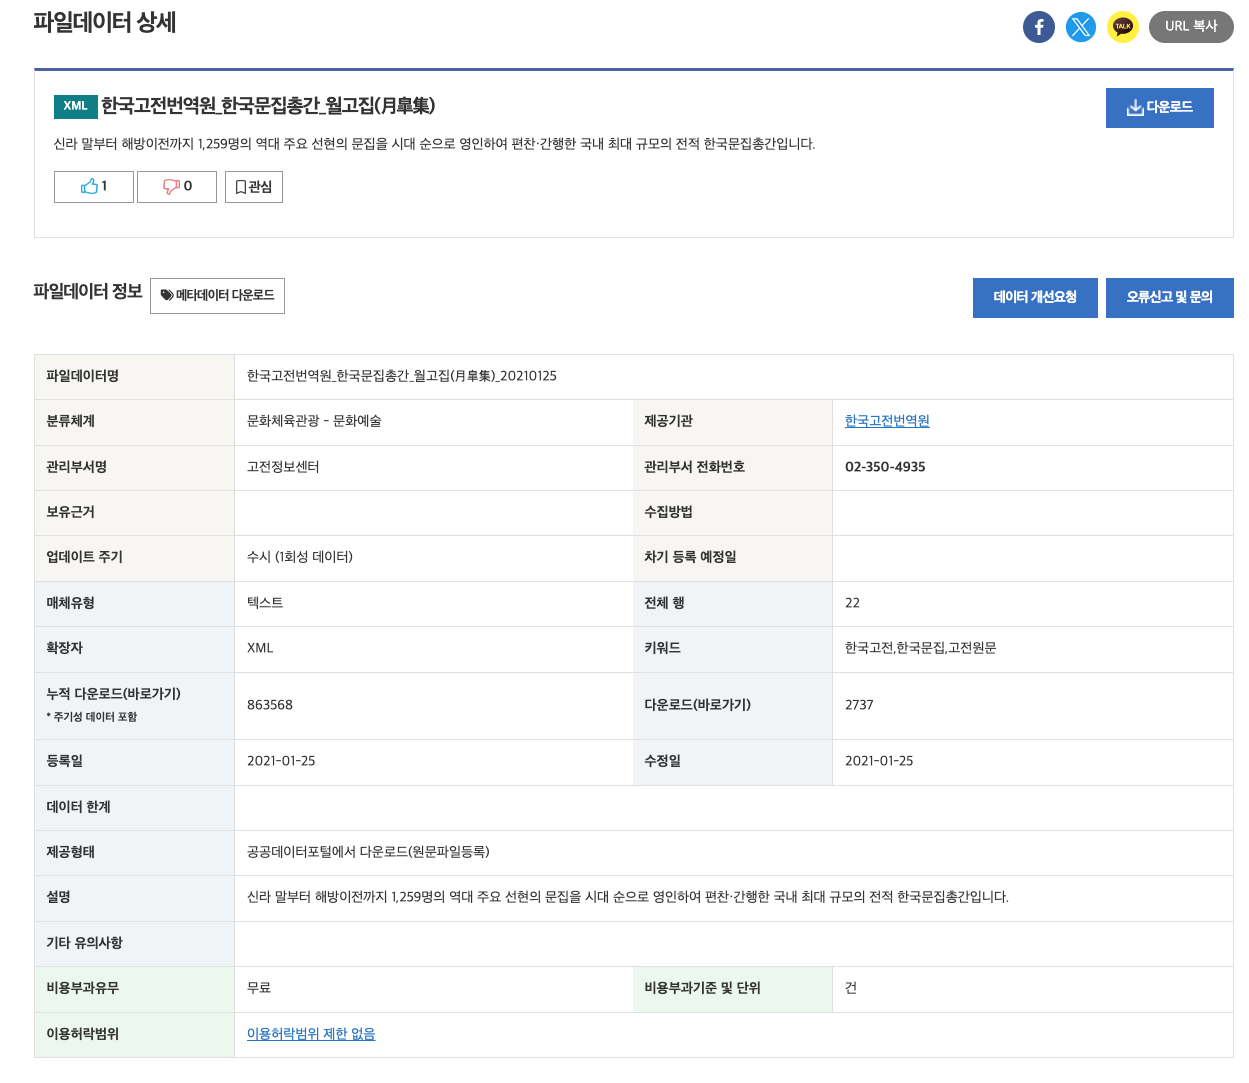 파일데이터 상세
URL 복사
XML 한국고전번역원_한국문집총간_월고집(月皐集)
다운로드
신라 말부터 해방이전까지 1,259명의 역대 주요 선현의 문집을 시대 순으로 영인하여 편찬·간행한 국내 최대 규모의 전적 한국문집총간입니다.
1 0 관심
파일데이터 정보 메타데이터 다운로드
데이터 개선요청 오류신고 및 문의
파일데이터명 한국고전번역원_한국문집총간_월고집(月皐集)_20210125
분류체계 문화체육관광 - 문화예술 제공기관 한국고전번역원
관리부서명 고전정보센터 관리부서 전화번호 02-350-4935
보유근거 수집방법
업데이트 주기 수시 (1회성 데이터) 차기 등록 예정일
매체유형 텍스트 전체 행 22
확장자 XML 키워드 한국고전,한국문집,고전원문
누적 다운로드(바로가기)
* 주기성 데이터 포함
863568 다운로드(바로가기) 2737
등록일 2021-01-25 수정일 2021-01-25
데이터 한계
제공형태 공공데이터포털에서 다운로드(원문파일등록)
설명 신라 말부터 해방이전까지 1,259명의 역대 주요 선현의 문집을 시대 순으로 영인하여 편찬·간행한 국내 최대 규모의 전적 한국문집총간입니다.
기타 유의사항
비용부과유무 무료 비용부과기준 및 단위 건
이용허락범위 이용허락범위 제한 없음